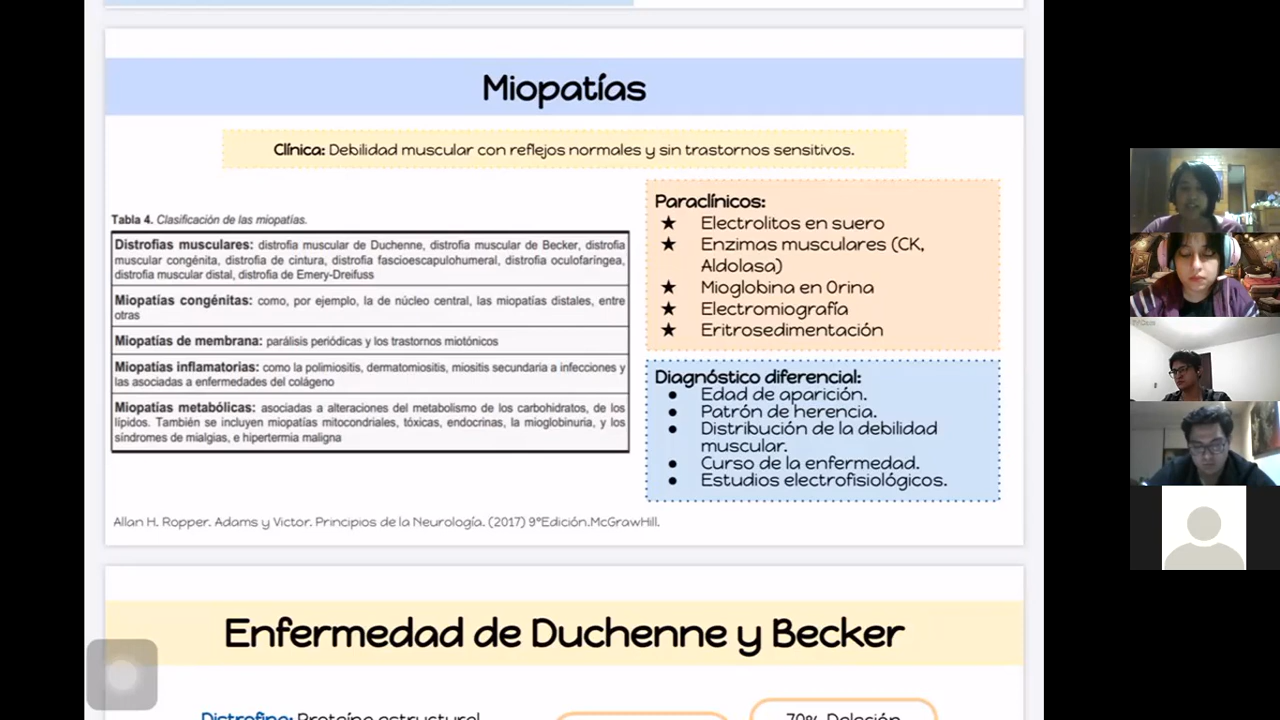 Miopatías
Clínica: Debilidad muscular con reflejos normales y sin trastornos sensitivos.
Tabla 4. Clasificación de las miopatías.
Distrofias musculares: distrofia muscular de Duchenne, distrofia muscular de Becker, distrofia
muscular congénita, distrofia de cintura, distrofia fascioescapulohumeral, distrofia oculofaríngea,
distrofia muscular distal, distrofia de Emery-Dreifuss
Miopatías congénitas: como, por ejemplo, la de núcleo central, las miopatías distales, entre
otras
Miopatías de membrana: parálisis periódicas y los trastornos miotónicos
Miopatías inflamatorias: como la polimiositis, dermatomiositis, miositis secundaria a infecciones y
las asociadas a enfermedades del colágeno
Miopatías metabólicas: asociadas a alteraciones del metabolismo de los carbohidratos, de los
lípidos. También se incluyen miopatías mitocondriales, tóxicas, endocrinas, la mioglobinuria, y los
síndromes de mialgias, e hipertermia maligna
Paraclínicos:
★ Electrolitos en suero
★ Enzimas musculares (CK,
Aldolasa)
★ Mioglobina en Orina
★ Electromiografía
★ Eritrosedimentación
Diagnóstico diferencial:
● Edad de aparición.
● Patrón de herencia.
● Distribución de la debilidad
muscular.
● Curso de la enfermedad.
● Estudios electrofisiológicos.
Allan H. Ropper. Adams y Victor. Principios de la Neurología. (2017) 9°Edición.McGrawHill.
Enfermedad de Duchenne y Becker
Distrofina: Proteína estructural
70% Deleción